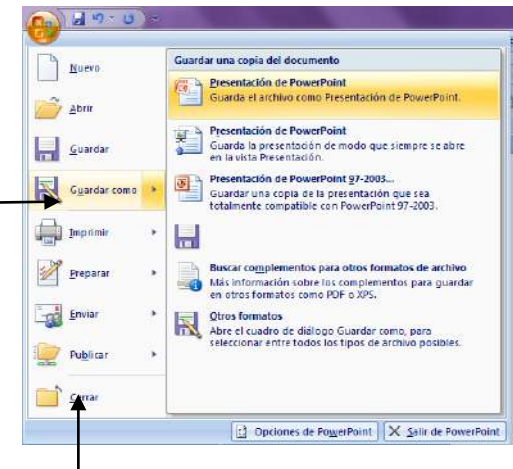 Nuevo
Abrir
Guardar
Guardar como
Imprimir
Preparar
Enviar
Publicar
Cerrar
Guardar una copia del documento
Presentación de PowerPoint
Guarda el archivo como Presentación de PowerPoint.
Presentación de PowerPoint
Guarda la presentación de modo que siempre se abre
en la vista Presentación.
Presentación de PowerPoint 97-2003...
Guardar una copia de la presentación que sea
totalmente compatible con PowerPoint 97-2003.
Buscar complementos para otros formatos de archivo
Más información sobre los complementos para guardar
en otros formatos como PDF o XPS.
Otros formatos
Abre el cuadro de diálogo Guardar como, para
seleccionar entre todos los tipos de archivo posibles.
Opciones de PowerPoint
Salir de PowerPoint